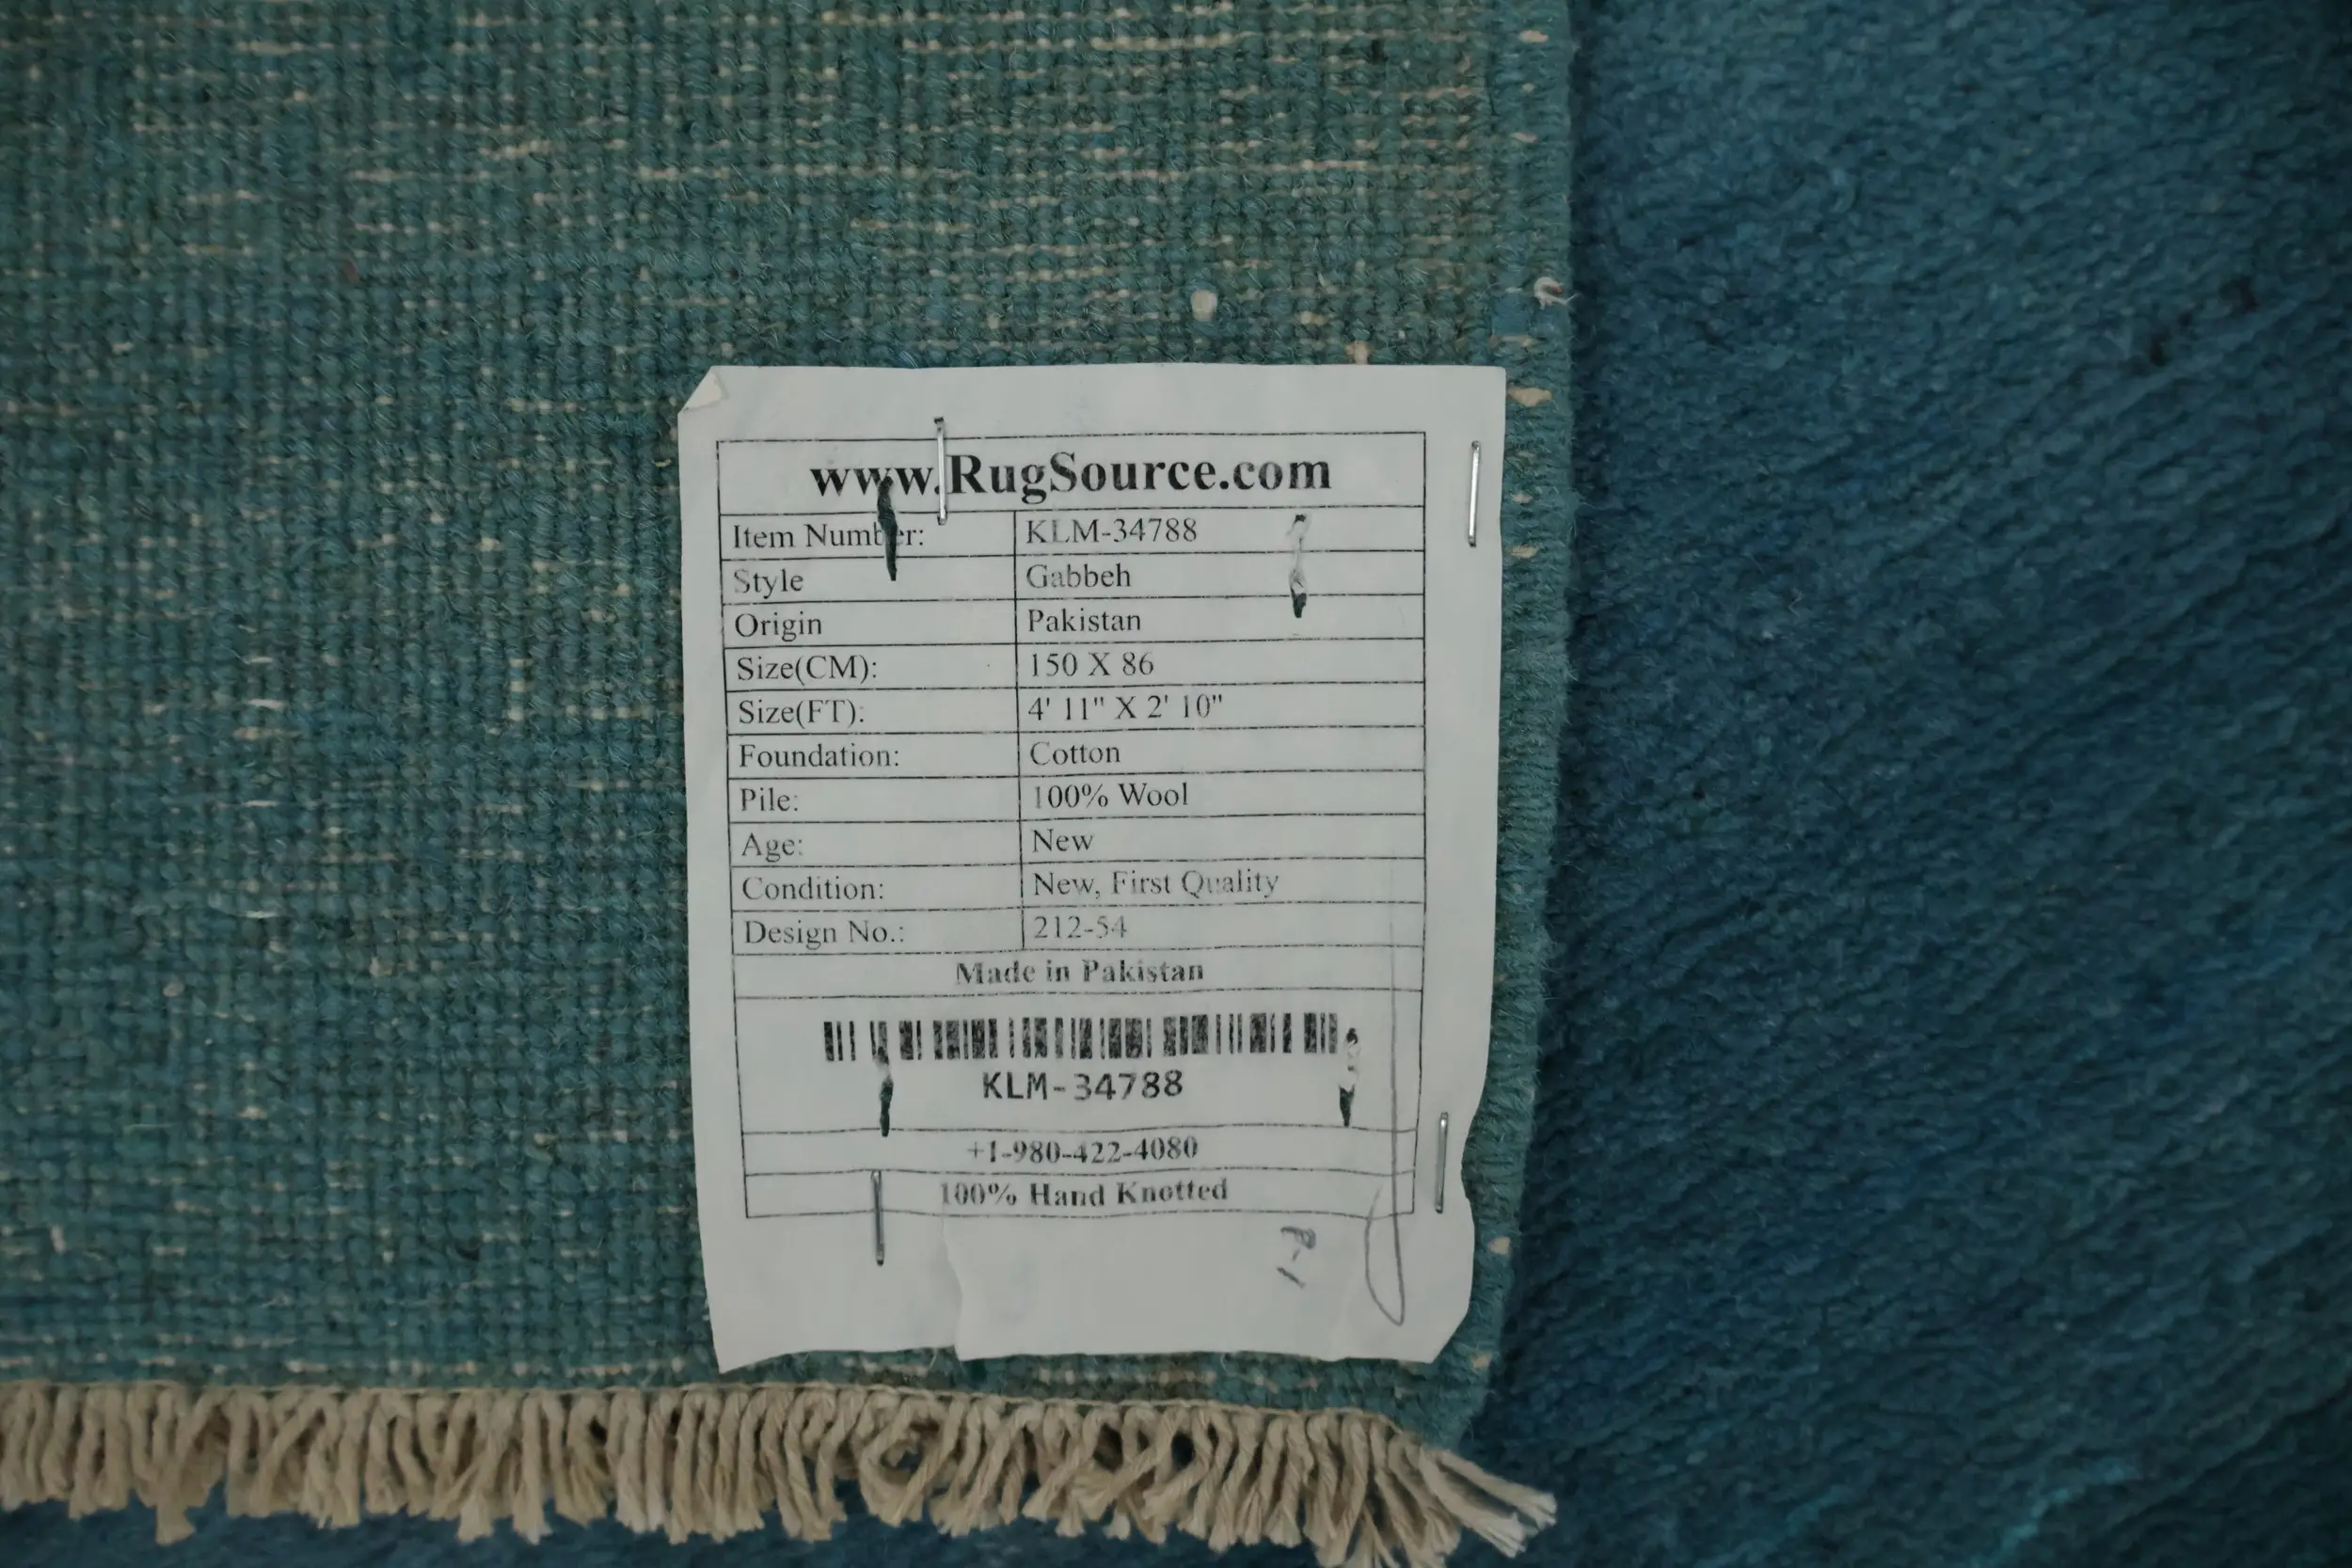 www.RugSource.com
Item Number: KLM-34788
Style Gabbeh
Origin Pakistan
Size(CM): 150 X 86
Size(FT): 4' 11" X 2' 10"
Foundation: Cotton
Pile: 100% Wool
Age: New
Condition: New, First Quality
Design No.: 212-54
Made in Pakistan
KLM-34788
+1-980-422-4080
100% Hand Knotted